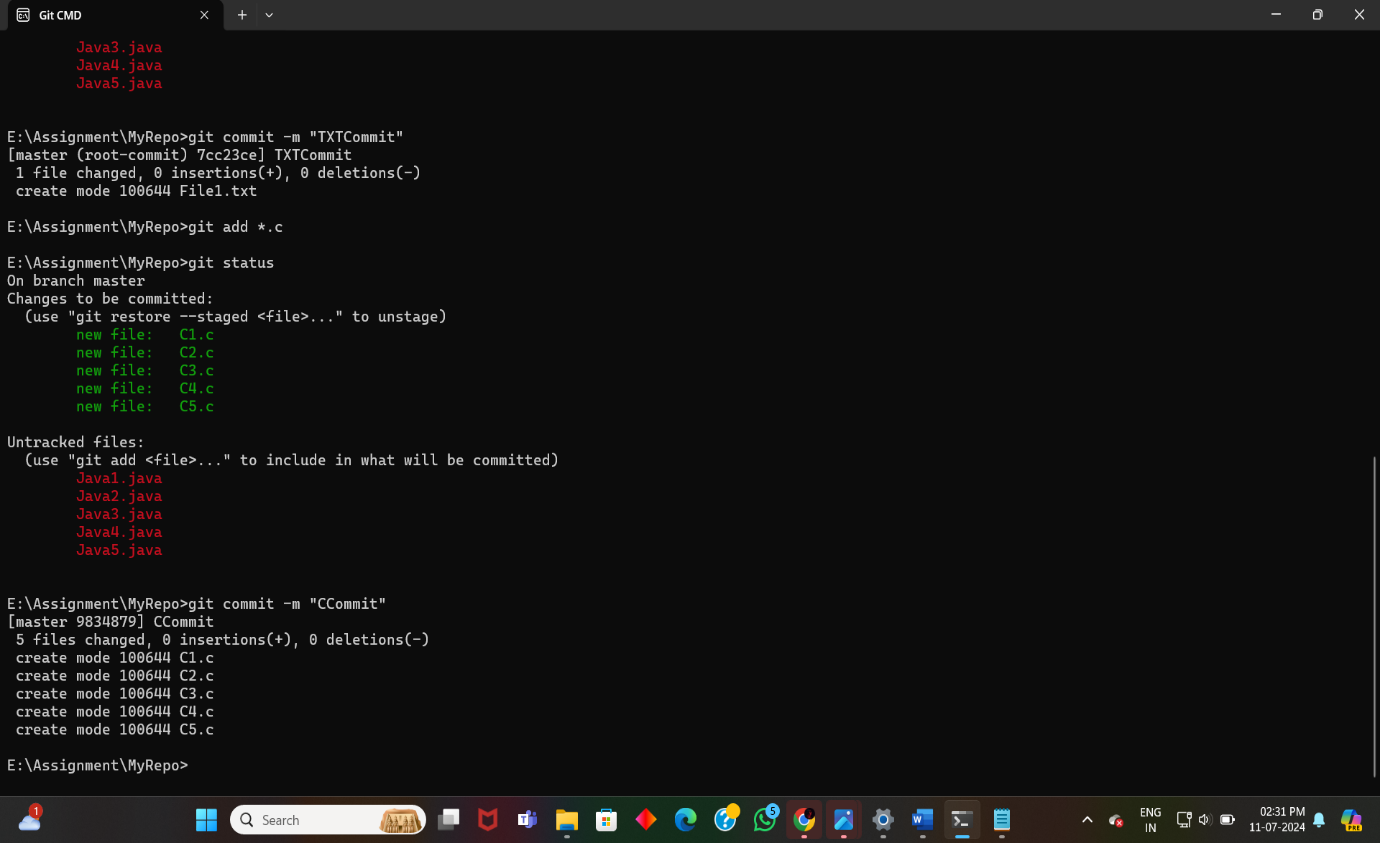 Git CMD
Java3.java
Java4.java
Java5.java
E:\Assignment\MyRepo>git commit -m "TXTCommit"
[master (root-commit) 7cc23ce] TXTCommit
1 file changed, 0 insertions(+), 0 deletions(-)
create mode 100644 File1.txt
E:\Assignment\MyRepo>git add *.c
E:\Assignment\MyRepo>git status
On branch master
Changes to be committed:
(use "git restore --staged <file>..." to unstage)
new file: C1.c
new file: C2.c
new file: C3.c
new file: C4.c
new file: C5.c
Untracked files:
(use "git add <file>..." to include in what will be committed)
Java1.java
Java2.java
Java3.java
Java4.java
Java5.java
E:\Assignment\MyRepo>git commit -m "CCommit"
[master 9834879] CCommit
5 files changed, 0 insertions(+), 0 deletions(-)
create mode 100644 C1.c
create mode 100644 C2.c
create mode 100644 C3.c
create mode 100644 C4.c
create mode 100644 C5.c
E:\Assignment\MyRepo>
1
Search
5
ENG
IN
02:31 PM
11-07-2024
PRE